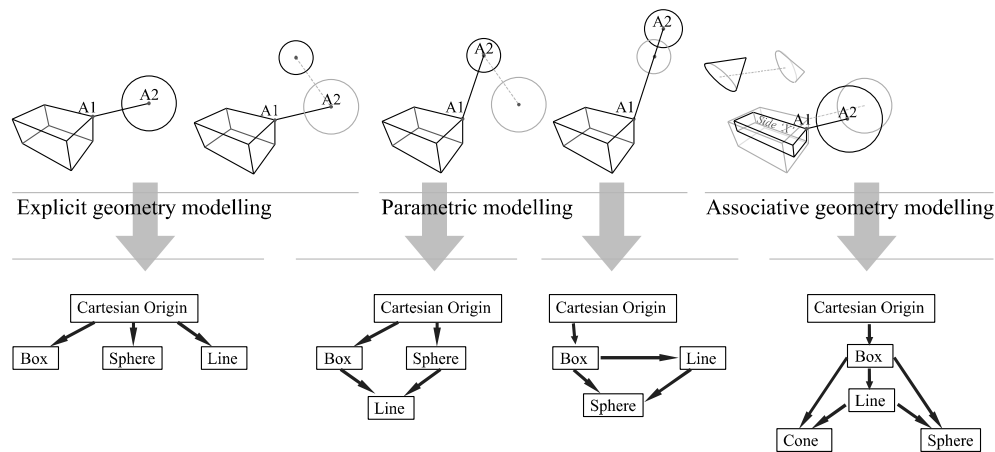 A1
A2
A1
A2
A1
A2
A1
A2
Side 'X'
A1
A2
Explicit geometry modelling
Parametric modelling
Associative geometry modelling
Cartesian Origin
Box
Sphere
Line
Cartesian Origin
Box
Sphere
Line
Cartesian Origin
Box
Line
Sphere
Cartesian Origin
Box
Line
Cone
Sphere